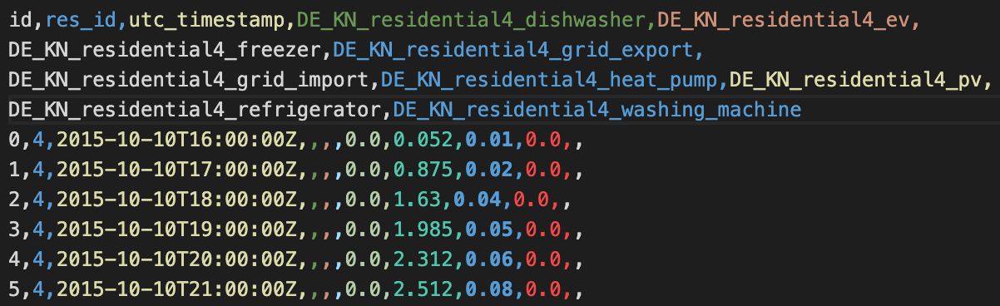 id,res_id,utc_timestamp,DE_KN_residential4_dishwasher,DE_KN_residential4_ev,
DE_KN_residential4_freezer,DE_KN_residential4_grid_export,
DE_KN_residential4_grid_import,DE_KN_residential4_heat_pump,DE_KN_residential4_pv,
DE_KN_residential4_refrigerator,DE_KN_residential4_washing_machine
0,4,2015-10-10T16:00:00Z,,,,0.0,0.052,0.01,0.0,,
1,4,2015-10-10T17:00:00Z,,,,0.0,0.875,0.02,0.0,,
2,4,2015-10-10T18:00:00Z,,,,0.0,1.63,0.04,0.0,,
3,4,2015-10-10T19:00:00Z,,,,0.0,1.985,0.05,0.0,,
4,4,2015-10-10T20:00:00Z,,,,0.0,2.312,0.06,0.0,,
5,4,2015-10-10T21:00:00Z,,,,0.0,2.512,0.08,0.0,,